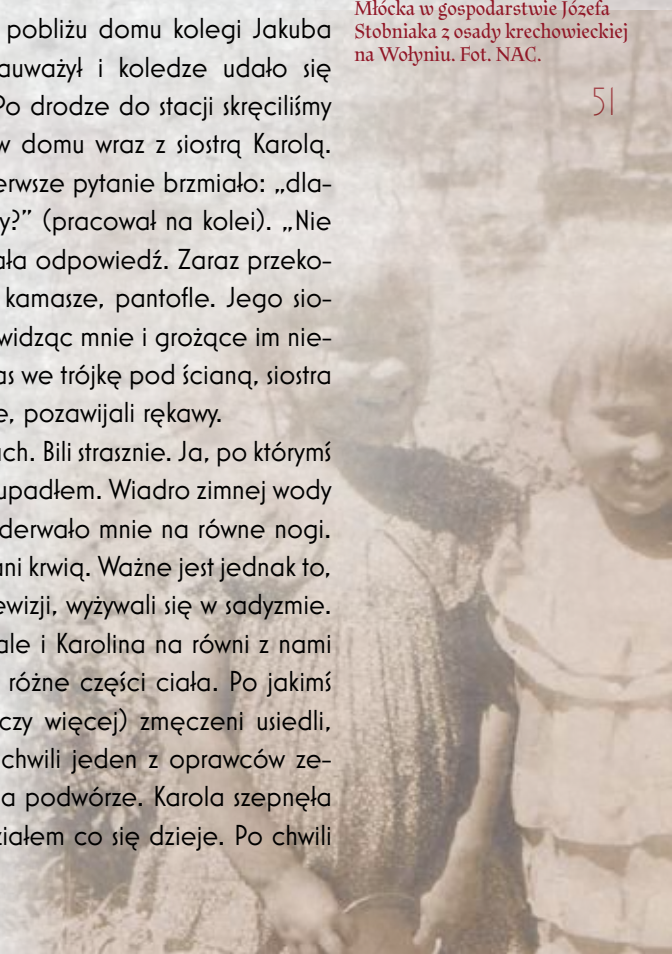 pobliżu domu kolegi Jakuba
auważył i koledze udało się
Po drodze do stacji skręciliśmy
w domu wraz z siostrą Karolą.
erwsze pytanie brzmiało: „dla-
y?” (pracował na kolei). „Nie
ała odpowiedź. Zaraz przeko-
kamasze, pantofle. Jego sio-
widząc mnie i grożące im nie-
as we trójkę pod ścianą, siostra
e, pozawijali rękawy.
ach. Bili strasznie. Ja, po którymś
upadłem. Wiadro zimnej wody
derwało mnie na równe nogi.
ani krwią. Ważne jest jednak to,
ewizji, wyżywali się w sadyzmie.
ale i Karolina na równi z nami
różne części ciała. Po jakimś
czy więcej) zmęczeni usiedli,
chwili jeden z oprawców ze-
a podwórze. Karola szepnęła
ziałem co się dzieje. Po chwili
Młócka w gospodarstwie Józefa
Stobniaka z osady krechowieckiej
na Wołyniu. Fot. NAC.
51